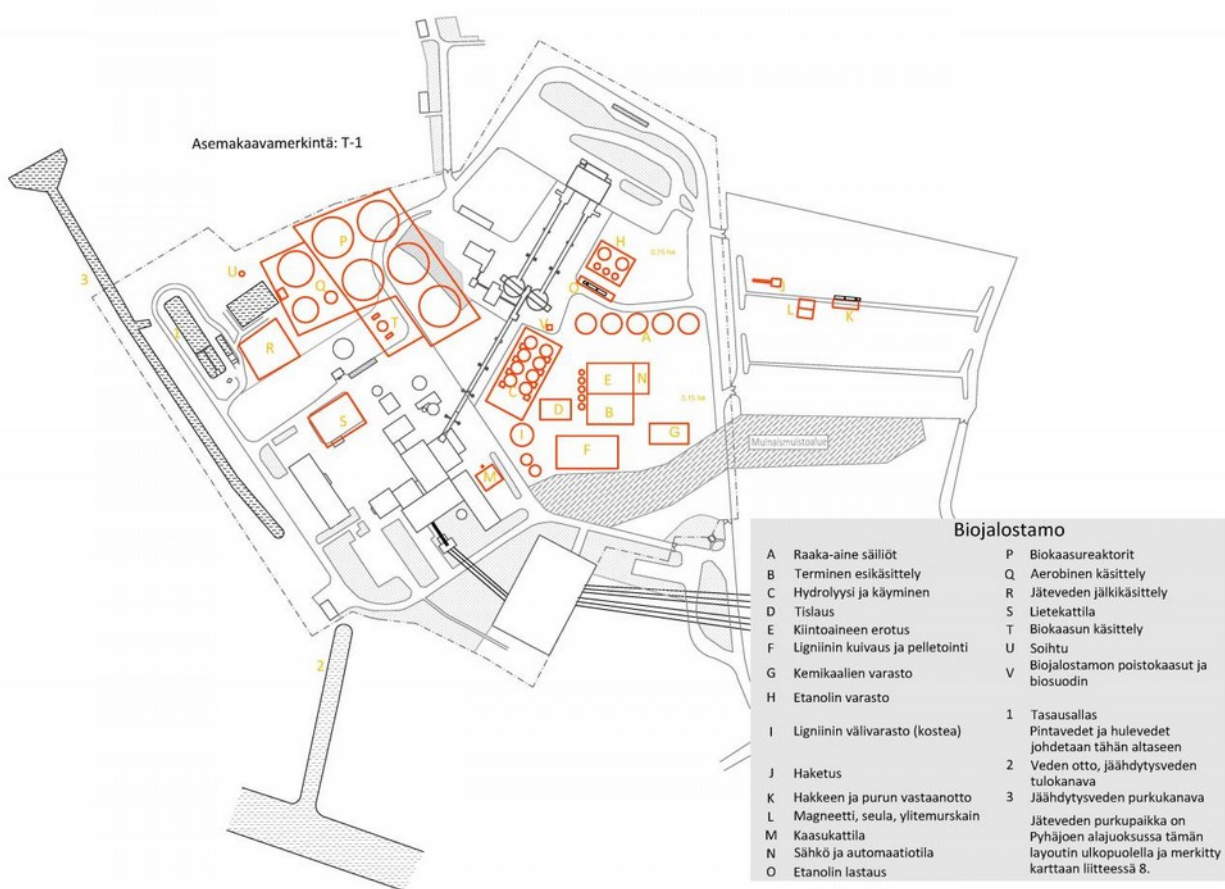 Asemakaavamerkintä: T-1
3
P
U
Q
1
R
T
S
H
0.75 ha
O
V
A
J
L
K
C
E
N
D
B
3.15 ha
I
F
G
M
Muinaismuistoalue
2
Biojalostamo
A Raaka-aine säiliöt
B Terminen esikäsittely
C Hydrolyysi ja käyminen
D Tislaus
E Kiintoaineen erotus
F Ligniinin kuivaus ja pelletointi
G Kemikaalien varasto
H Etanolin varasto
I Ligniinin välivarasto (kostea)
J Haketus
K Hakkeen ja purun vastaanotto
L Magneetti, seula, ylitemurskain
M Kaasukattila
N Sähkö ja automaatiotila
O Etanolin lastaus
P Biokaasureaktorit
Q Aerobinen käsittely
R Jäteveden jälkikäsittely
S Lietekattila
T Biokaasun käsittely
U Soihtu
V Biojalostamon poistokaasut ja
biosuodin
1 Tasausallas
Pintavedet ja hulevedet
johdetaan tähän altaseen
2 Veden otto, jäähdytysveden
tulokanava
3 Jäähdytysveden purkukanava
Jäteveden purkupaikka on
Pyhäjoen alajuoksussa tämän
layoutin ulkopuolella ja merkitty
karttaan liitteessä 8.